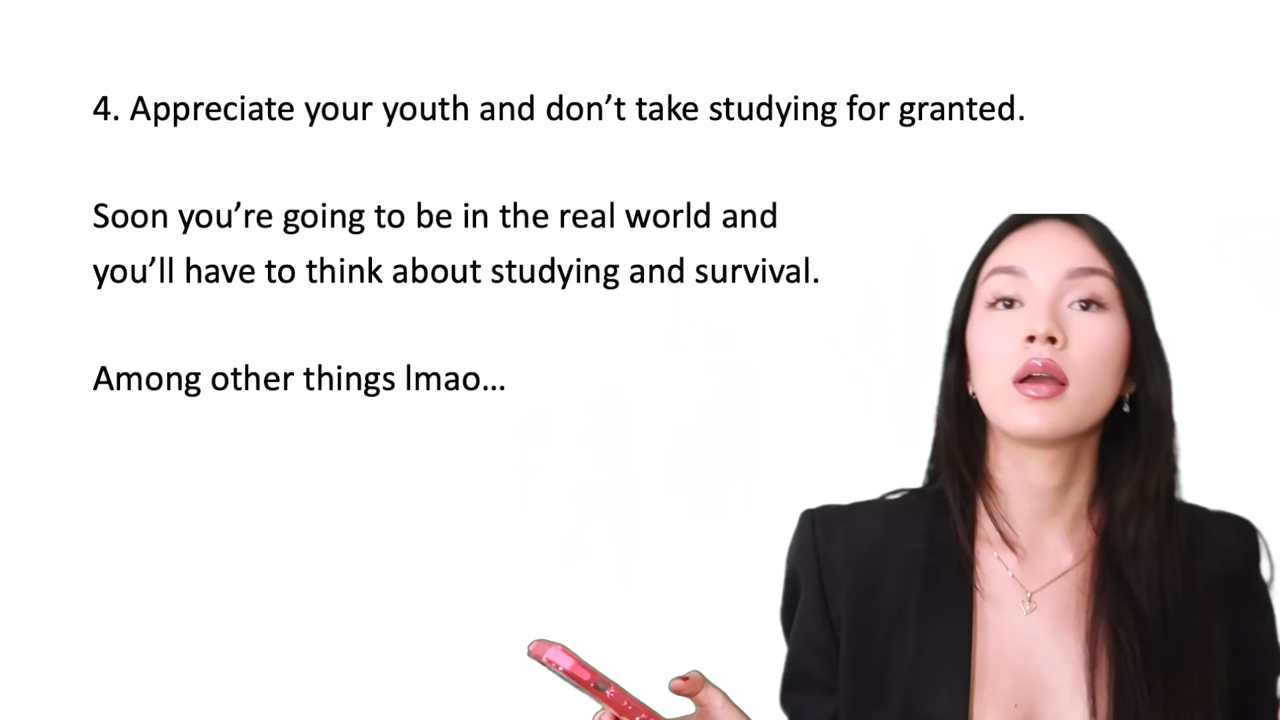 4. Appreciate your youth and don’t take studying for granted.
Soon you’re going to be in the real world and
you’ll have to think about studying and survival.
Among other things lmao…